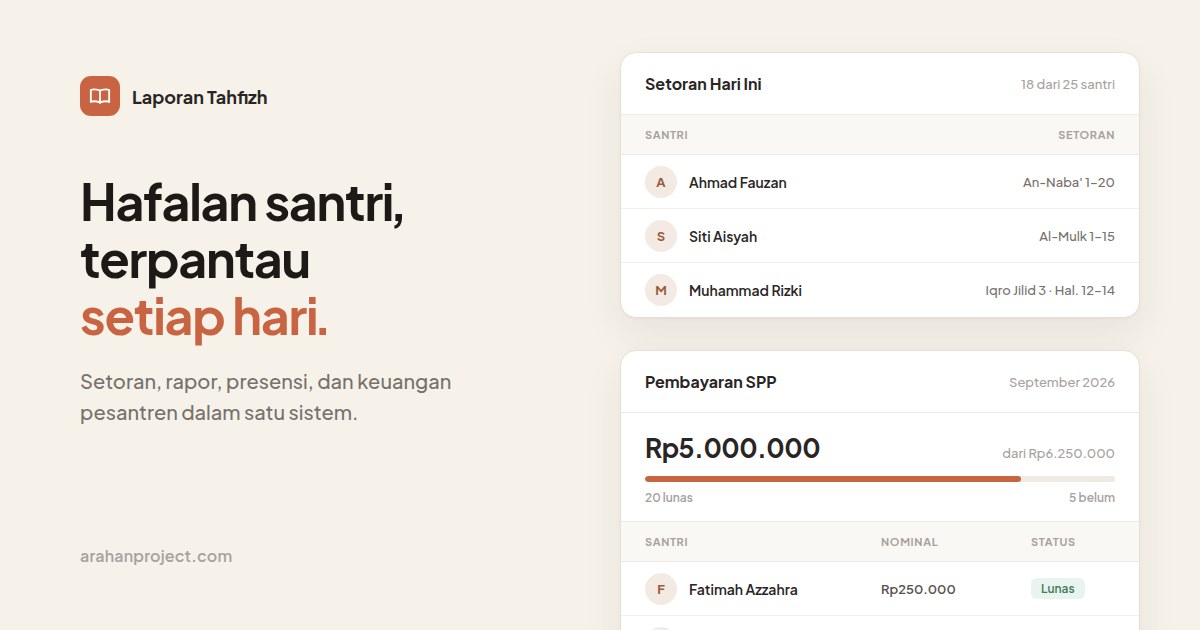 Laporan Tahfizh
Hafalan santri,
terpantau
setiap hari.
Setoran, rapor, presensi, dan keuangan
pesantren dalam satu sistem.
arahanproject.com
Setoran Hari Ini 18 dari 25 santri
SANTRI SETORAN
A Ahmad Fauzan An-Naba' 1–20
S Siti Aisyah Al-Mulk 1–15
M Muhammad Rizki Iqro Jilid 3 · Hal. 12–14
Pembayaran SPP September 2026
Rp5.000.000 dari Rp6.250.000
20 lunas 5 belum
SANTRI NOMINAL STATUS
F Fatimah Azzahra Rp250.000 Lunas